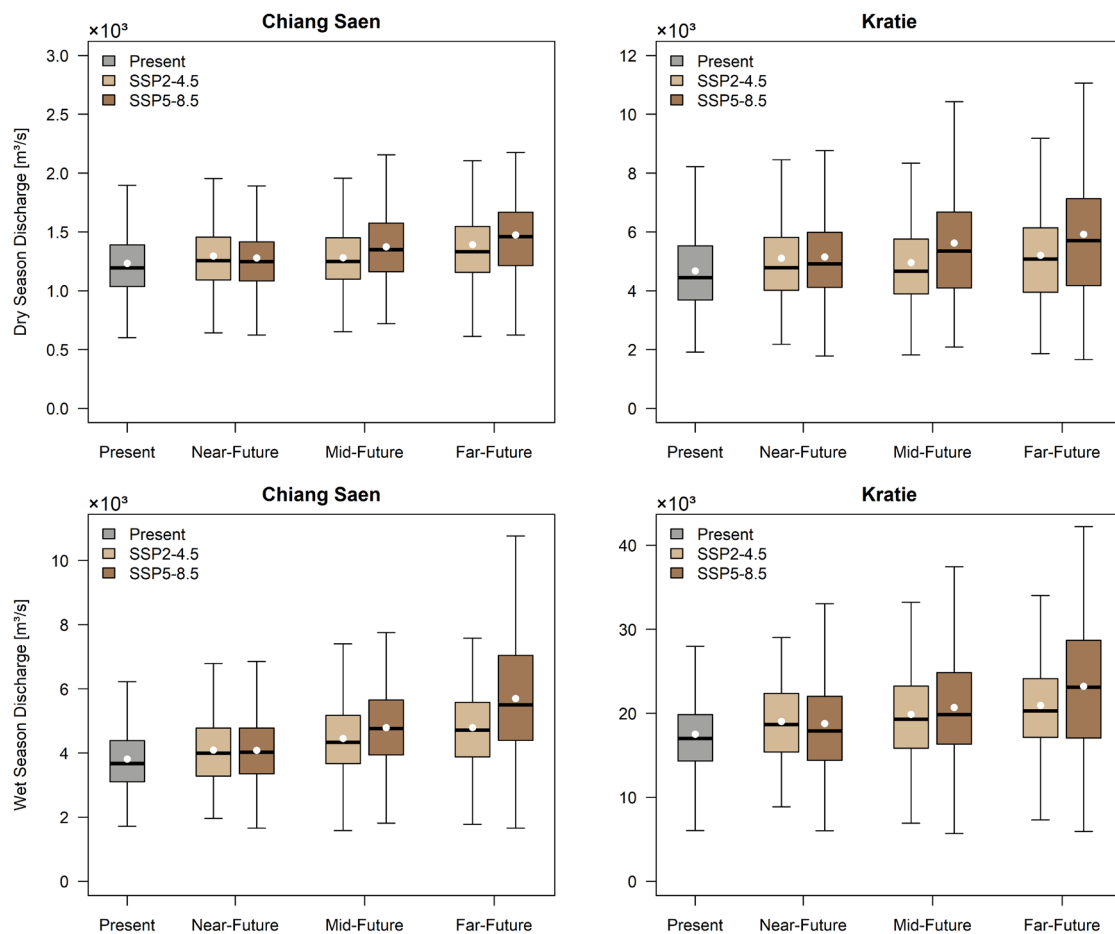 Chiang Saen
×10³
3.0
2.5
2.0
1.5
1.0
0.5
0.0
Dry Season Discharge [m³/s]
Present
SSP2-4.5
SSP5-8.5
Present
Near-Future
Mid-Future
Far-Future
Kratie
×10³
12
10
8
6
4
2
0
Present
SSP2-4.5
SSP5-8.5
Present
Near-Future
Mid-Future
Far-Future
Chiang Saen
×10³
10
8
6
4
2
0
Wet Season Discharge [m³/s]
Present
SSP2-4.5
SSP5-8.5
Present
Near-Future
Mid-Future
Far-Future
Kratie
×10³
40
30
20
10
0
Present
SSP2-4.5
SSP5-8.5
Present
Near-Future
Mid-Future
Far-Future